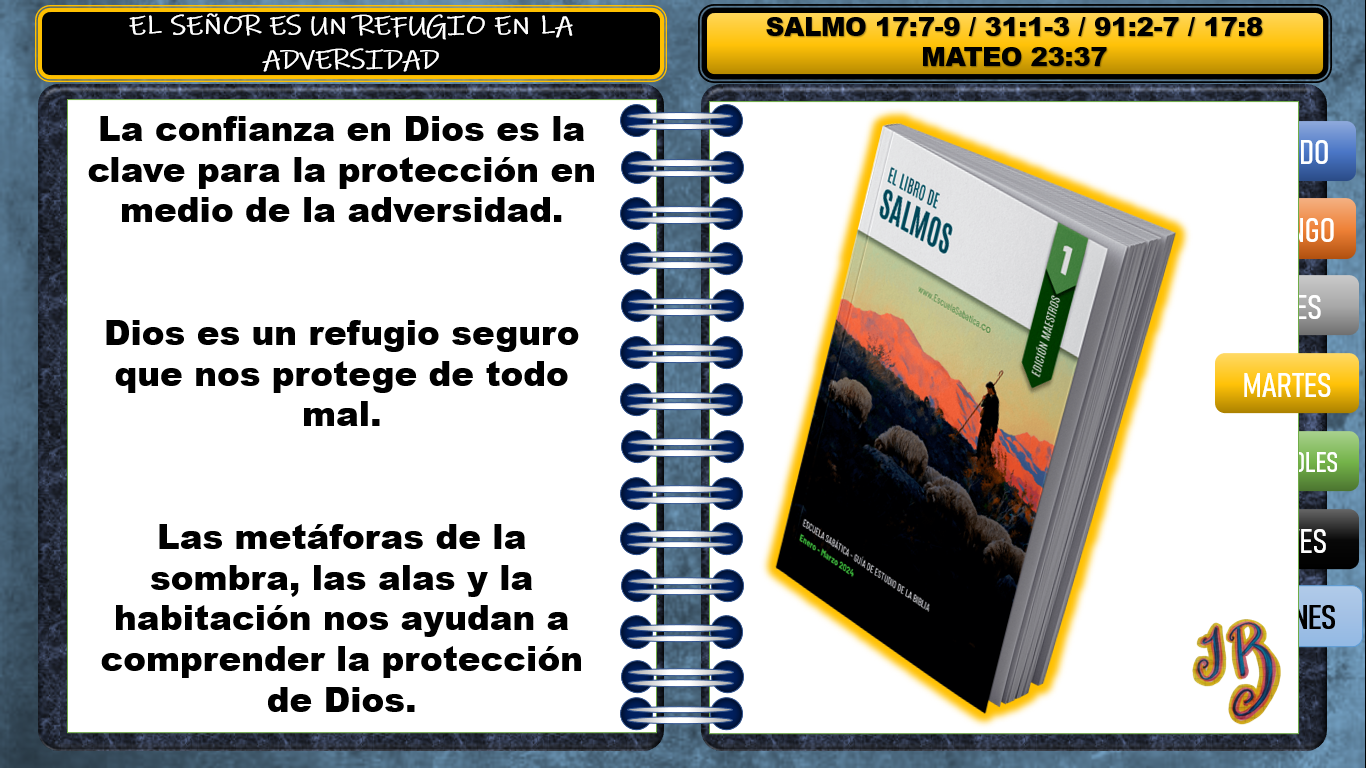 EL SEÑOR ES UN REFUGIO EN LA
ADVERSIDAD
SALMO 17:7-9 / 31:1-3 / 91:2-7 / 17:8
MATEO 23:37
La confianza en Dios es la
clave para la protección en
medio de la adversidad.
Dios es un refugio seguro
que nos protege de todo
mal.
Las metáforas de la
sombra, las alas y la
habitación nos ayudan a
comprender la protección
de Dios.
EL LIBRO DE
SALMOS
1
EDICIÓN MAESTROS
www.EscuelaSabatica.co
ESCUELA SABÁTICA - GUÍA DE ESTUDIO DE LA BIBLIA
Enero - Marzo 2024
DO
NGO
ES
MARTES
OLES
ES
NES
JR